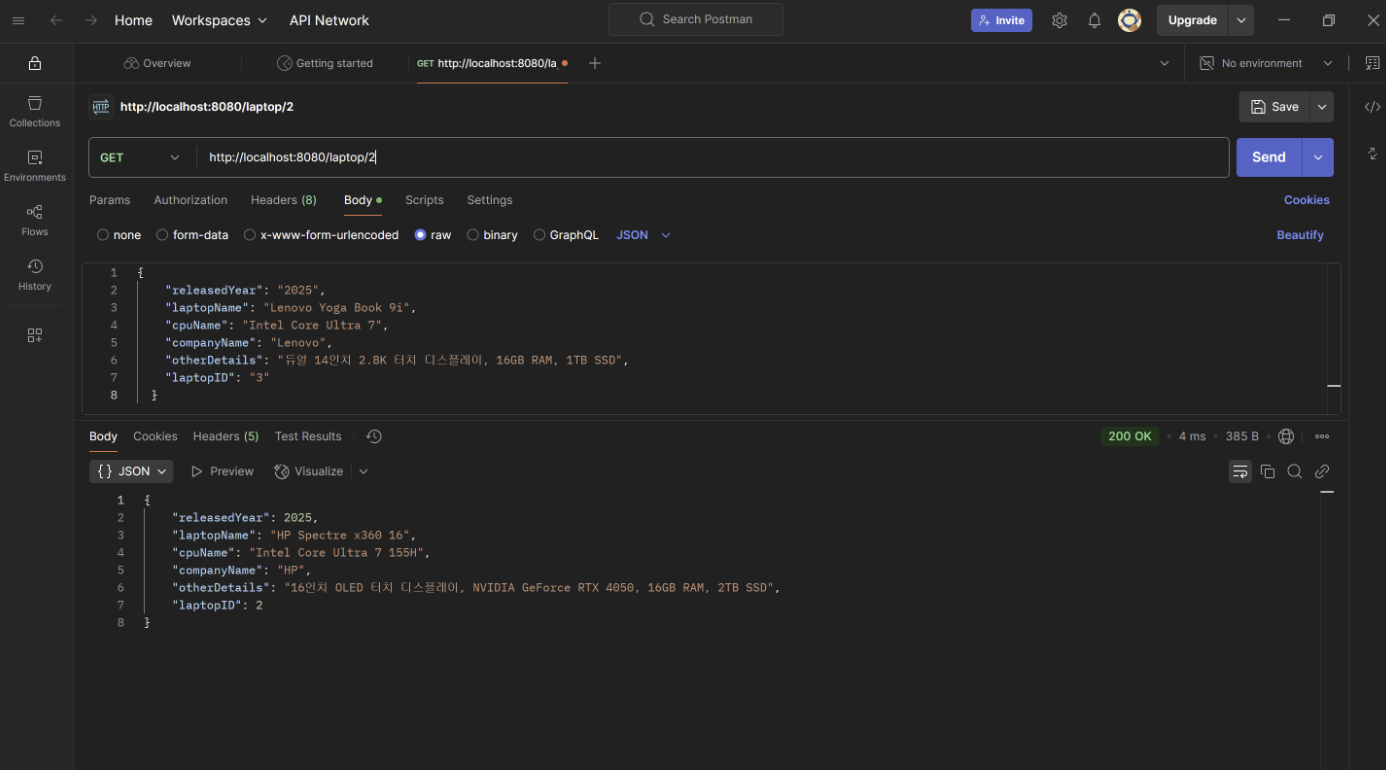 Home Workspaces API Network Search Postman Invite Upgrade
Overview Getting started GET http://localhost:8080/la No environment
HTTP http://localhost:8080/laptop/2 Save
Collections
GET http://localhost:8080/laptop/2 Send
Environments
Params Authorization Headers (8) Body Scripts Settings Cookies
Flows
none form-data x-www-form-urlencoded raw binary GraphQL JSON Beautify
History
1 {
2 "releasedYear": "2025",
3 "laptopName": "Lenovo Yoga Book 9i",
4 "cpuName": "Intel Core Ultra 7",
5 "companyName": "Lenovo",
6 "otherDetails": "듀얼 14인치 2.8K 터치 디스플레이, 16GB RAM, 1TB SSD",
7 "laptopID": "3"
8 }
Body Cookies Headers (5) Test Results 200 OK 4 ms 385 B
{} JSON Preview Visualize
1 {
2 "releasedYear": 2025,
3 "laptopName": "HP Spectre x360 16",
4 "cpuName": "Intel Core Ultra 7 155H",
5 "companyName": "HP",
6 "otherDetails": "16인치 OLED 터치 디스플레이, NVIDIA GeForce RTX 4050, 16GB RAM, 2TB SSD",
7 "laptopID": 2
8 }